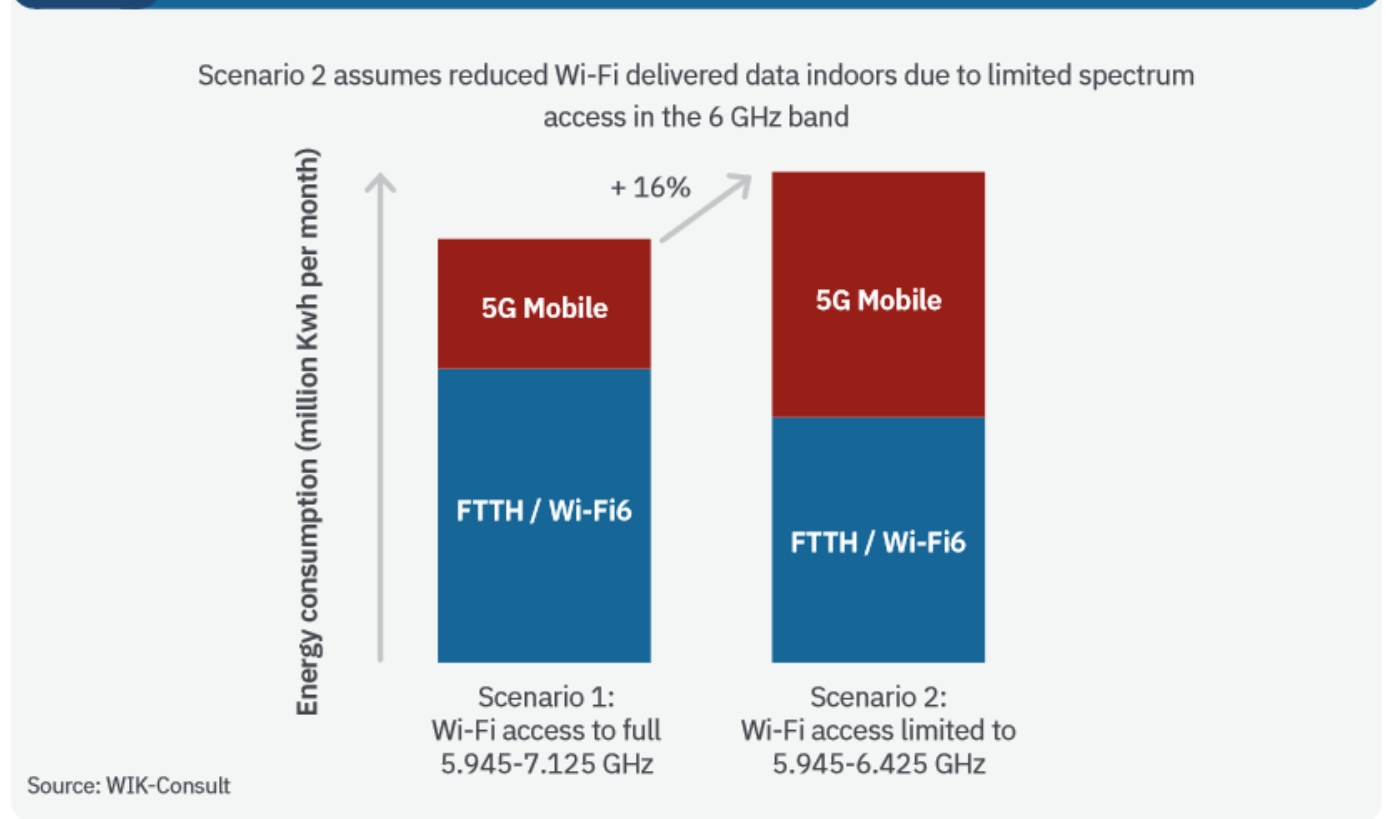 Scenario 2 assumes reduced Wi-Fi delivered data indoors due to limited spectrum
access in the 6 GHz band
Energy consumption (million Kwh per month)
+ 16%
5G Mobile
5G Mobile
FTTH / Wi-Fi6
FTTH / Wi-Fi6
Scenario 1:
Wi-Fi access to full
5.945-7.125 GHz
Scenario 2:
Wi-Fi access limited to
5.945-6.425 GHz
Source: WIK-Consult